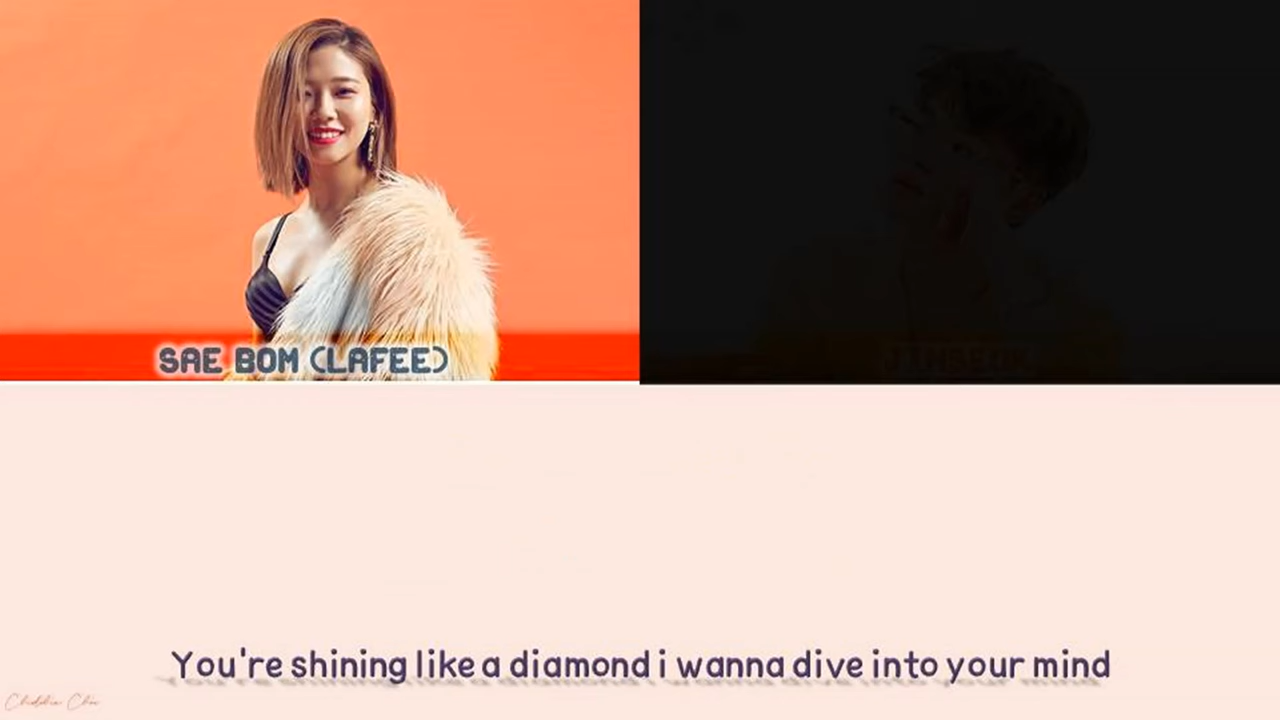 SAE BOM (LAFEE)
You're shining like a diamond i wanna dive into your mind